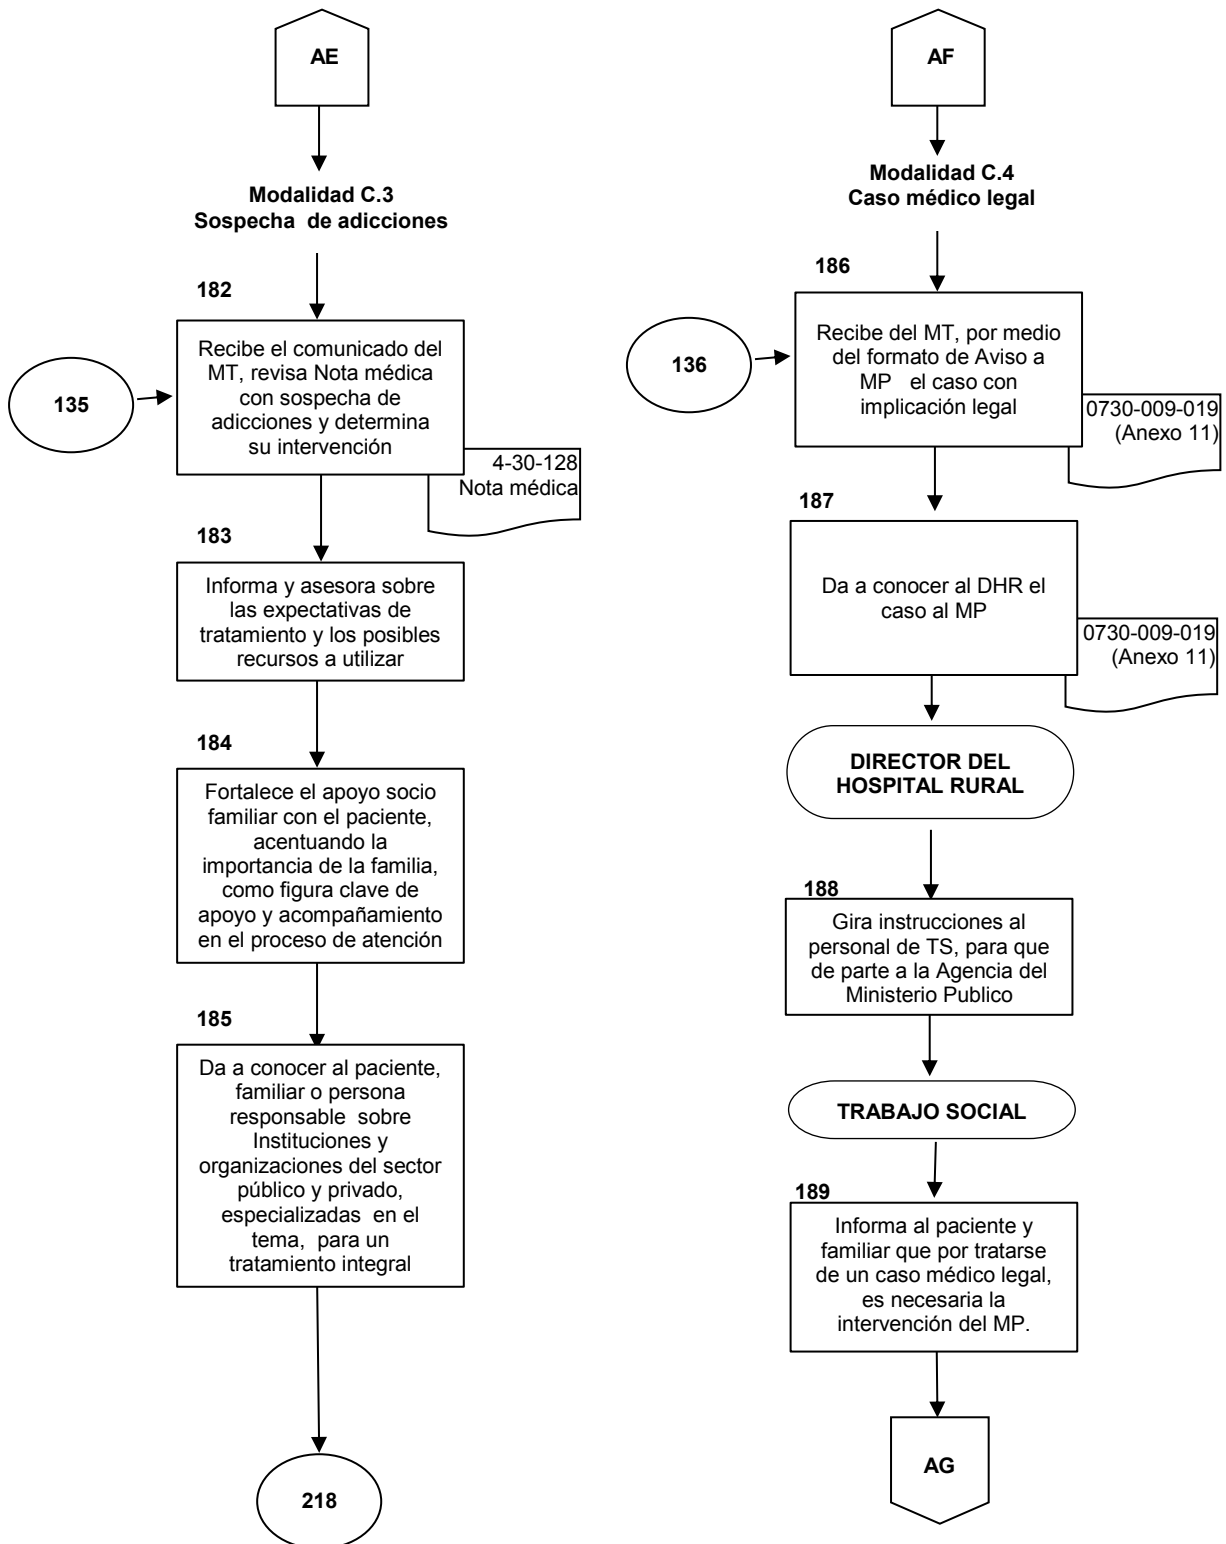 AE
Modalidad C.3
Sospecha de adicciones
182
Recibe el comunicado del
MT, revisa Nota médica
con sospecha de
adicciones y determina
su intervención
135
4-30-128
Nota médica
183
Informa y asesora sobre
las expectativas de
tratamiento y los posibles
recursos a utilizar
184
Fortalece el apoyo socio
familiar con el paciente,
acentuando la
importancia de la familia,
como figura clave de
apoyo y acompañamiento
en el proceso de atención
185
Da a conocer al paciente,
familiar o persona
responsable sobre
Instituciones y
organizaciones del sector
público y privado,
especializadas en el
tema, para un
tratamiento integral
218
AF
Modalidad C.4
Caso médico legal
186
Recibe del MT, por medio
del formato de Aviso a
MP el caso con
implicación legal
136
0730-009-019
(Anexo 11)
187
Da a conocer al DHR el
caso al MP
0730-009-019
(Anexo 11)
DIRECTOR DEL
HOSPITAL RURAL
188
Gira instrucciones al
personal de TS, para que
de parte a la Agencia del
Ministerio Publico
TRABAJO SOCIAL
189
Informa al paciente y
familiar que por tratarse
de un caso médico legal,
es necesaria la
intervención del MP.
AG